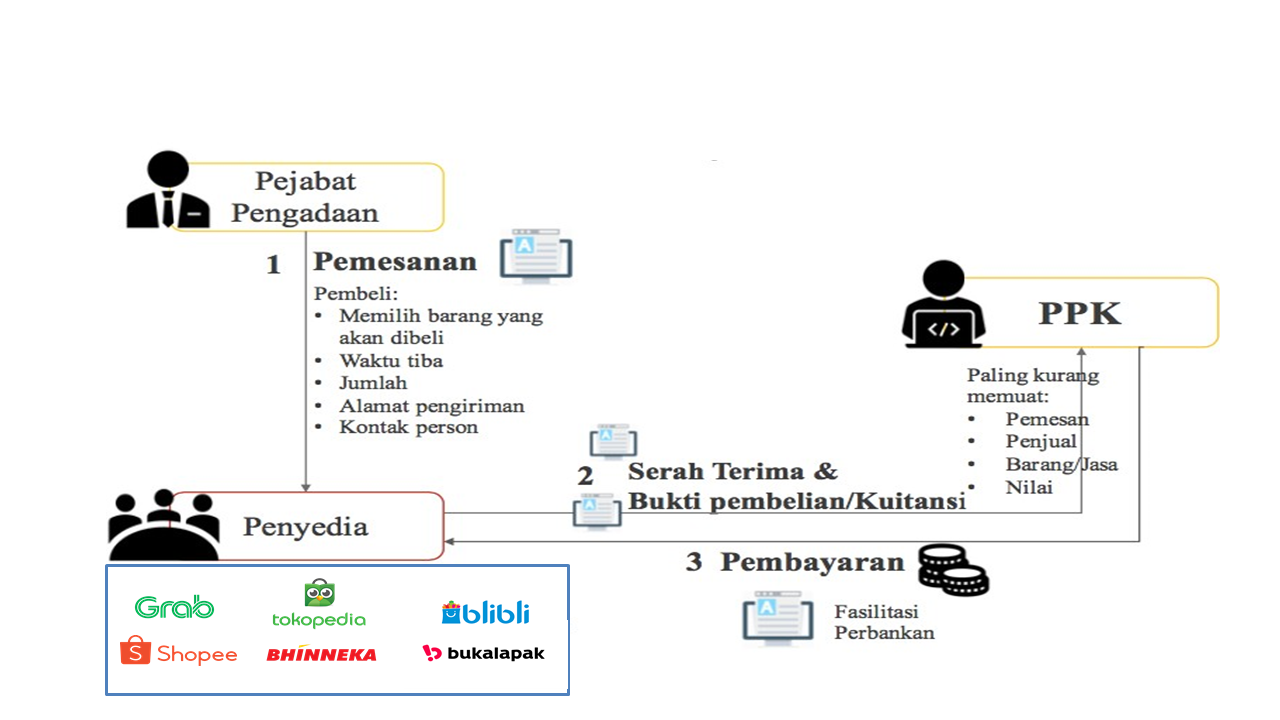 Pejabat
Pengadaan
1 Pemesanan
Pembeli:
• Memilih barang yang
akan dibeli
• Waktu tiba
• Jumlah
• Alamat pengiriman
• Kontak person
A
</>
PPK
Paling kurang
memuat:
• Pemesan
• Penjual
• Barang/Jasa
• Nilai
A
2 Serah Terima &
Bukti pembelian/Kuitansi
A
Penyedia
3 Pembayaran
A
Fasilitasi
Perbankan
Grab
tokopedia
blibli
S Shopee
BHINNEKA
bukalapak